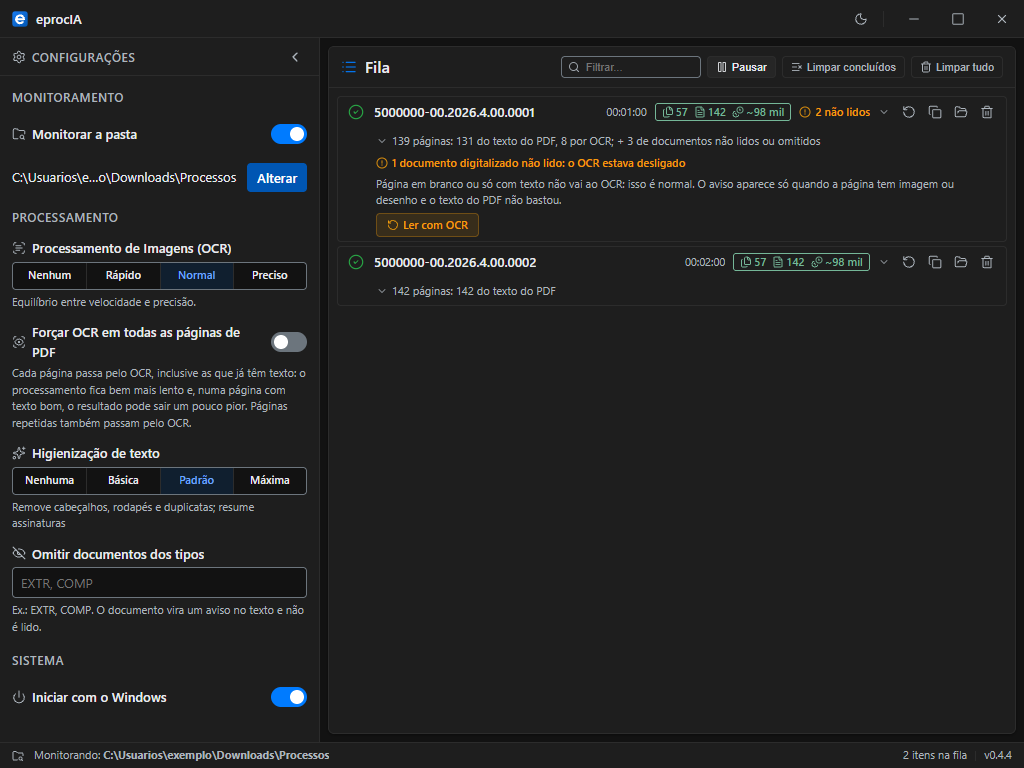 eprocIA
CONFIGURAÇÕES
MONITORAMENTO
Monitorar a pasta
C:\Usuarios\e...o\Downloads\Processos
Alterar
PROCESSAMENTO
Processamento de Imagens (OCR)
Nenhum Rápido Normal Preciso
Equilíbrio entre velocidade e precisão.
Forçar OCR em todas as páginas de
PDF
Cada página passa pelo OCR, inclusive as que já têm texto: o
processamento fica bem mais lento e, numa página com
texto bom, o resultado pode sair um pouco pior. Páginas
repetidas também passam pelo OCR.
Higienização de texto
Nenhuma Básica Padrão Máxima
Remove cabeçalhos, rodapés e duplicatas; resume
assinaturas
Omitir documentos dos tipos
EXTR, COMP
Ex.: EXTR, COMP. O documento vira um aviso no texto e não
é lido.
SISTEMA
Iniciar com o Windows
Fila
Filtrar...
Pausar
Limpar concluídos
Limpar tudo
5000000-00.2026.4.00.0001 00:01:00 57 142 ~98 mil 2 não lidos
139 páginas: 131 do texto do PDF, 8 por OCR; + 3 de documentos não lidos ou omitidos
1 documento digitalizado não lido: o OCR estava desligado
Página em branco ou só com texto não vai ao OCR: isso é normal. O aviso aparece só quando a página tem imagem ou
desenho e o texto do PDF não bastou.
Ler com OCR
5000000-00.2026.4.00.0002 00:02:00 57 142 ~98 mil
142 páginas: 142 do texto do PDF
Monitorando: C:\Usuarios\exemplo\Downloads\Processos
2 itens na fila
v0.4.4